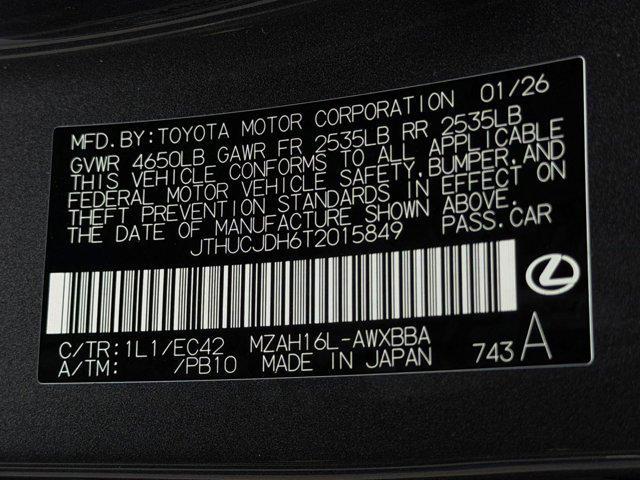 MFD. BY: TOYOTA MOTOR CORPORATION 01/26
GVWR 4650LB GAWR FR 2535LB RR 2535LB
THIS VEHICLE CONFORMS TO ALL APPLICABLE
FEDERAL MOTOR VEHICLE SAFETY, BUMPER, AND
THEFT PREVENTION STANDARDS IN EFFECT ON
THE DATE OF MANUFACTURE SHOWN ABOVE.
JTHUCJDH6T2015849 PASS.CAR
C/TR: 1L1/EC42 MZAH16L-AWXBBA
A/TM: /PB10 MADE IN JAPAN 743 A